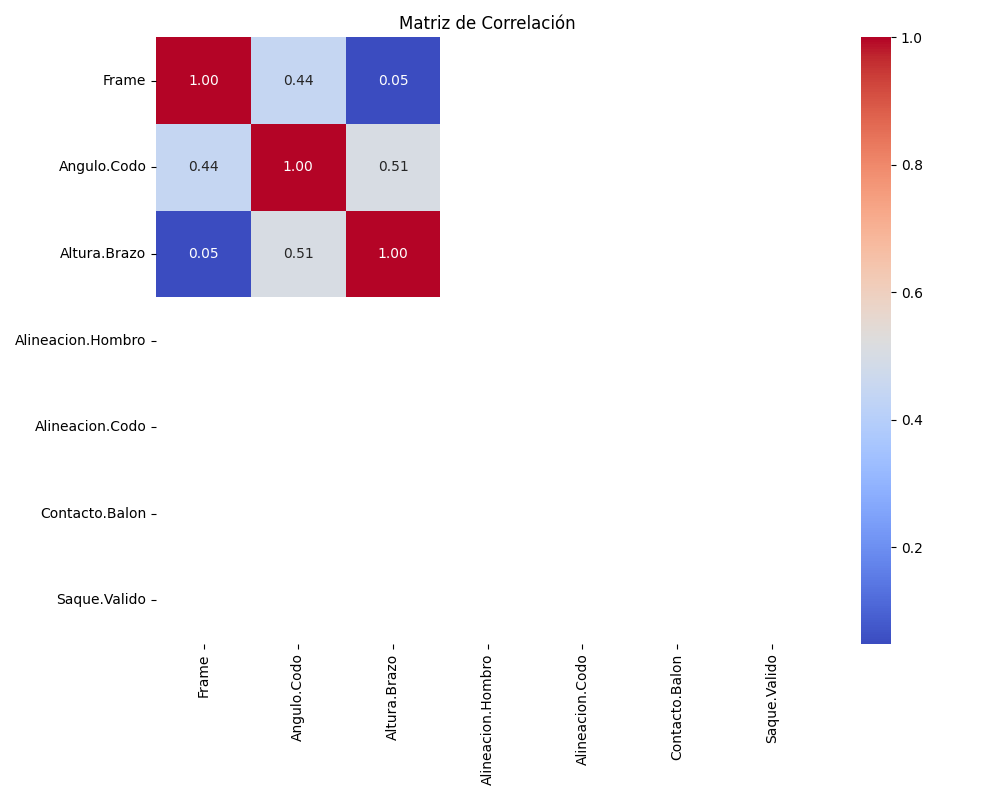 Matriz de Correlación
Frame
1.00 0.44 0.05
Angulo.Codo
0.44 1.00 0.51
Altura.Brazo
0.05 0.51 1.00
Alineacion.Hombro
Alineacion.Codo
Contacto.Balon
Saque.Valido
Frame
Angulo.Codo
Altura.Brazo
Alineacion.Hombro
Alineacion.Codo
Contacto.Balon
Saque.Valido
1.0
0.8
0.6
0.4
0.2